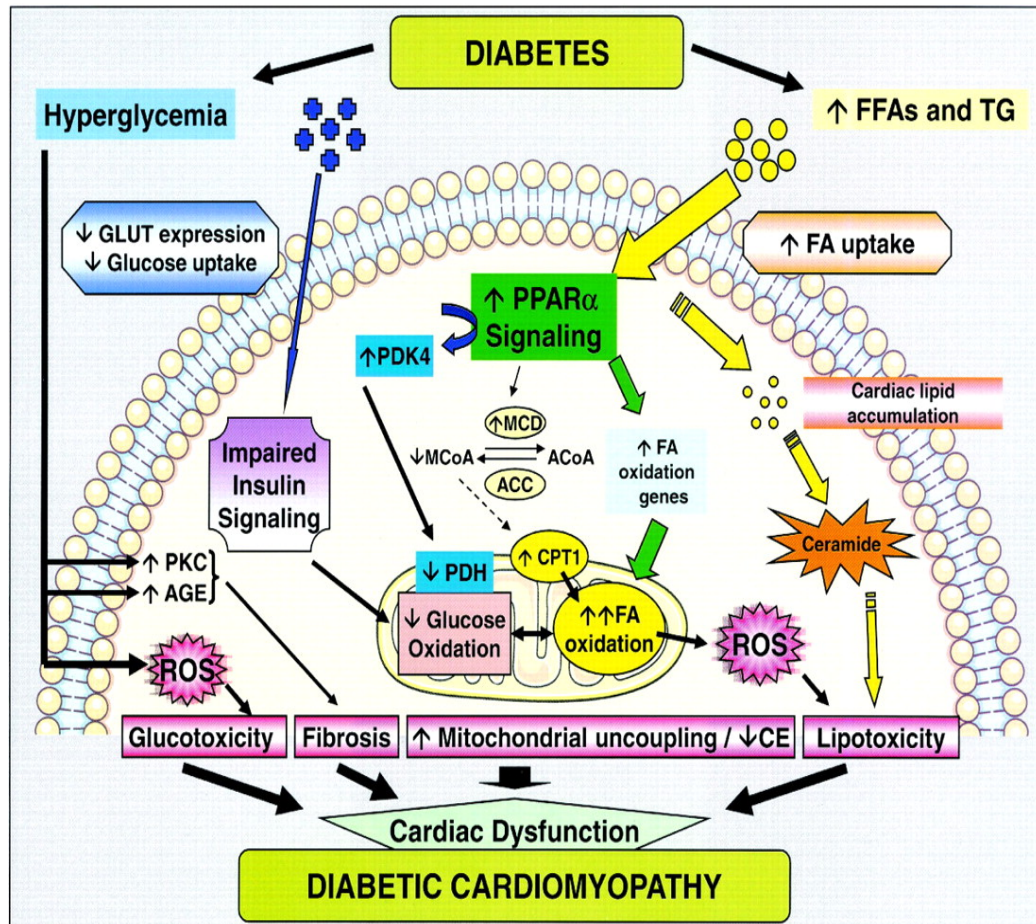 DIABETES
Hyperglycemia
↑ FFAs and TG
↓ GLUT expression
↓ Glucose uptake
↑ FA uptake
↑ PPARα
Signaling
↑PDK4
Cardiac lipid
accumulation
↑MCD
↓MCoA
ACoA
ACC
↑ FA
oxidation
genes
Impaired
Insulin
Signaling
Ceramide
↑ PKC
↑ AGE
↑ CPT1
↓ PDH
↓ Glucose
Oxidation
↑↑FA
oxidation
ROS
ROS
Glucotoxicity
Fibrosis
↑ Mitochondrial uncoupling / ↓CE
Lipotoxicity
Cardiac Dysfunction
DIABETIC CARDIOMYOPATHY